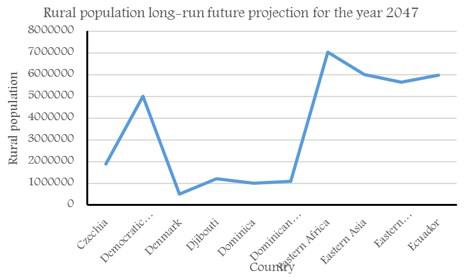 Rural population long-run future projection for the year 2047
8000000
7000000
6000000
5000000
4000000
3000000
2000000
1000000
0
Rural population
Czechia
Democratic...
Denmark
Djibouti
Dominica
Dominican...
Eastern Africa
Eastern Asia
Eastern...
Ecuador
Country